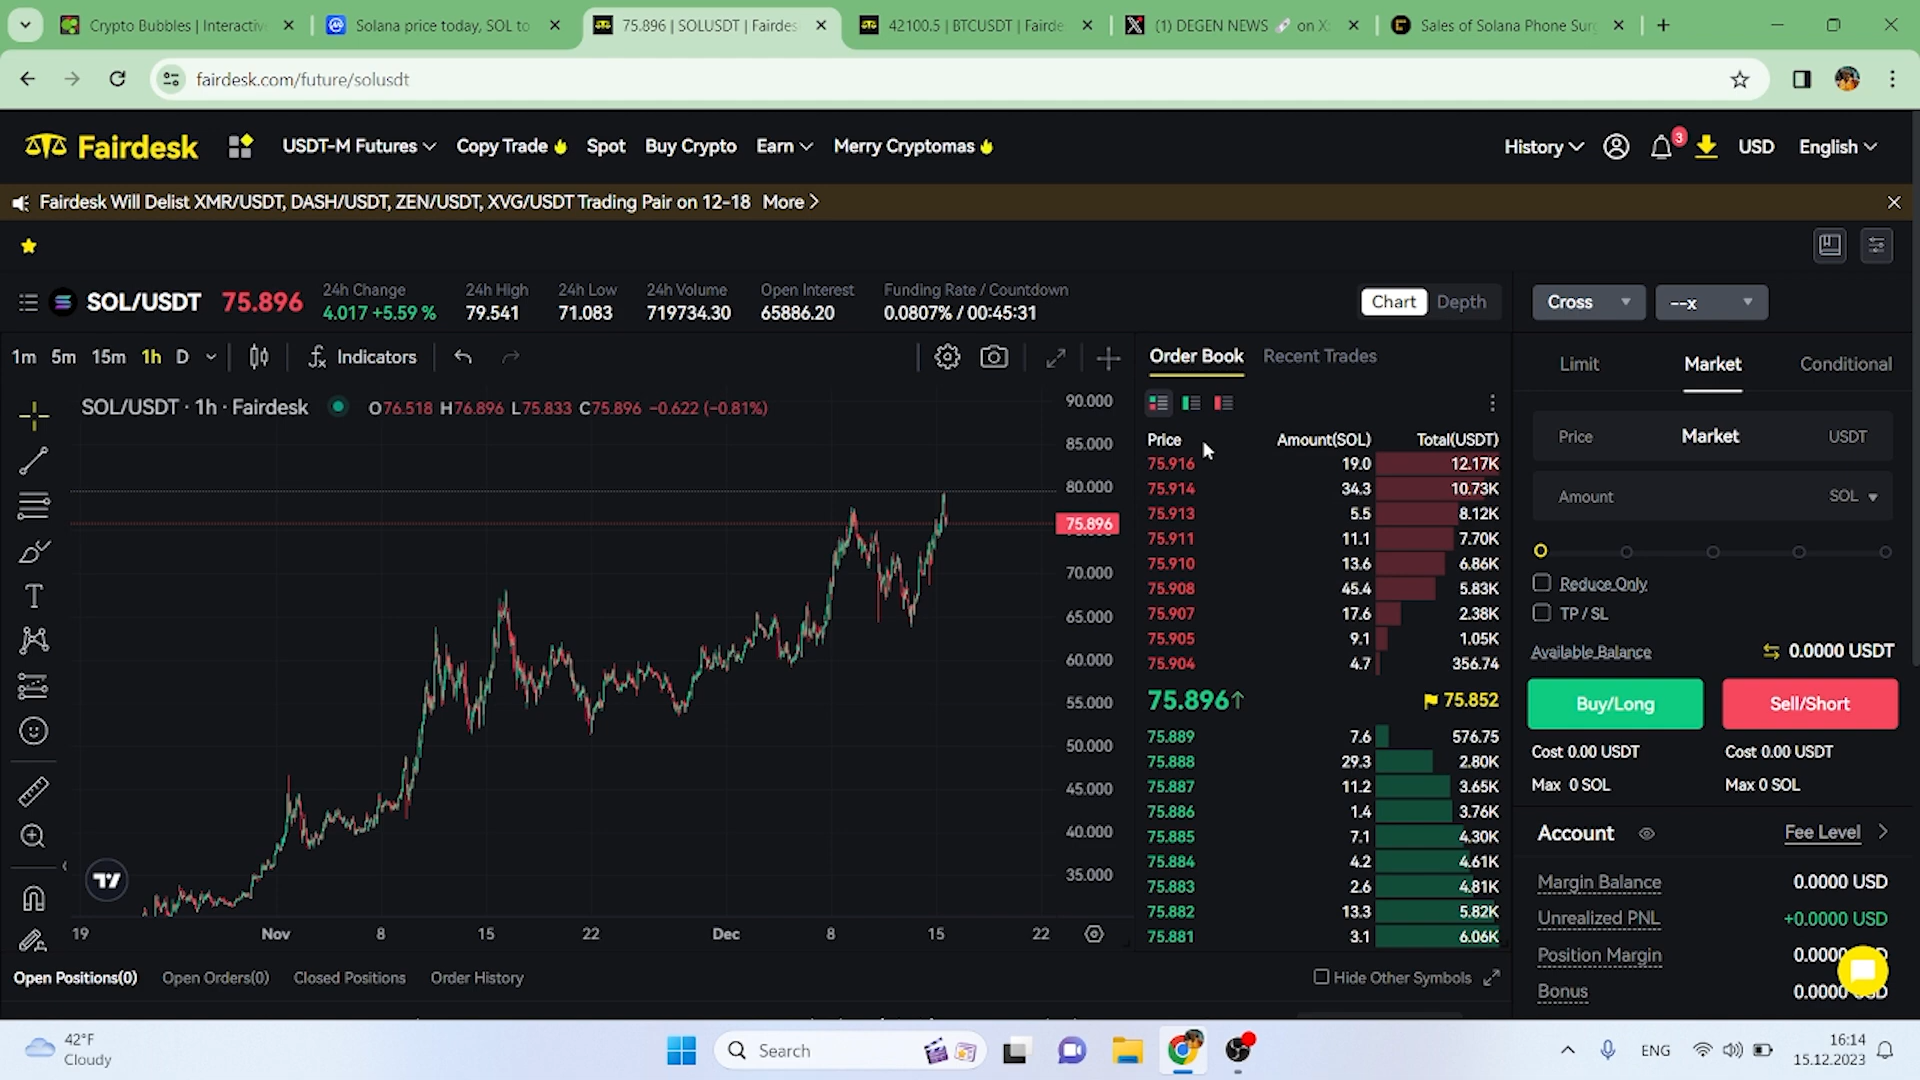 Crypto Bubbles | Interactive
Solana price today, SOL to
75.896 | SOLUSDT | Fairdes
42100.5 | BTCUSDT | Fairde
(1) DEGEN NEWS on X
Sales of Solana Phone Sur
fairdesk.com/future/solusdt
Fairdesk
USDT-M Futures
Copy Trade
Spot
Buy Crypto
Earn
Merry Cryptomas
History
3
USD
English
Fairdesk Will Delist XMR/USDT, DASH/USDT, ZEN/USDT, XVG/USDT Trading Pair on 12-18 More >
SOL/USDT 75.896
24h Change
4.017 +5.59 %
24h High
79.541
24h Low
71.083
24h Volume
719734.30
Open Interest
65886.20
Funding Rate / Countdown
0.0807% / 00:45:31
Chart Depth
Cross
--x
1m 5m 15m 1h D
Indicators
SOL/USDT · 1h · Fairdesk O76.518 H76.896 L75.833 C75.896 −0.622 (−0.81%)
90.000
85.000
80.000
75.896
70.000
65.000
60.000
55.000
50.000
45.000
40.000
35.000
19 Nov 8 15 22 Dec 8 15 22
Order Book Recent Trades
Price Amount(SOL) Total(USDT)
75.916 19.0 12.17K
75.914 34.3 10.73K
75.913 5.5 8.12K
75.911 11.1 7.70K
75.910 13.6 6.86K
75.908 45.4 5.83K
75.907 17.6 2.38K
75.905 9.1 1.05K
75.904 4.7 356.74
75.896↑ 75.852
75.889 7.6 576.75
75.888 29.3 2.80K
75.887 11.2 3.65K
75.886 1.4 3.76K
75.885 7.1 4.30K
75.884 4.2 4.61K
75.883 2.6 4.81K
75.882 13.3 5.82K
75.881 3.1 6.06K
Limit Market Conditional
Price Market USDT
Amount SOL
Reduce Only
TP / SL
Available Balance 0.0000 USDT
Buy/Long Sell/Short
Cost 0.00 USDT Cost 0.00 USDT
Max 0 SOL Max 0 SOL
Account Fee Level >
Margin Balance 0.0000 USD
Unrealized PNL +0.0000 USD
Position Margin 0.000
Bonus 0.0000 USD
Open Positions(0) Open Orders(0) Closed Positions Order History
Hide Other Symbols
42°F
Cloudy
Search
ENG
16:14
15.12.2023